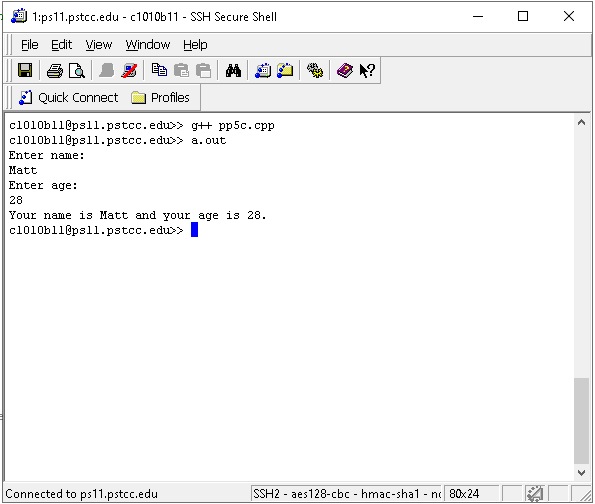 1:ps11.pstcc.edu - c1010b11 - SSH Secure Shell
File Edit View Window Help
Quick Connect Profiles
c1010b11@ps11.pstcc.edu>> g++ pp5c.cpp
c1010b11@ps11.pstcc.edu>> a.out
Enter name:
Matt
Enter age:
28
Your name is Matt and your age is 28.
c1010b11@ps11.pstcc.edu>>
Connected to ps11.pstcc.edu SSH2 - aes128-cbc - hmac-sha1 - 80x24